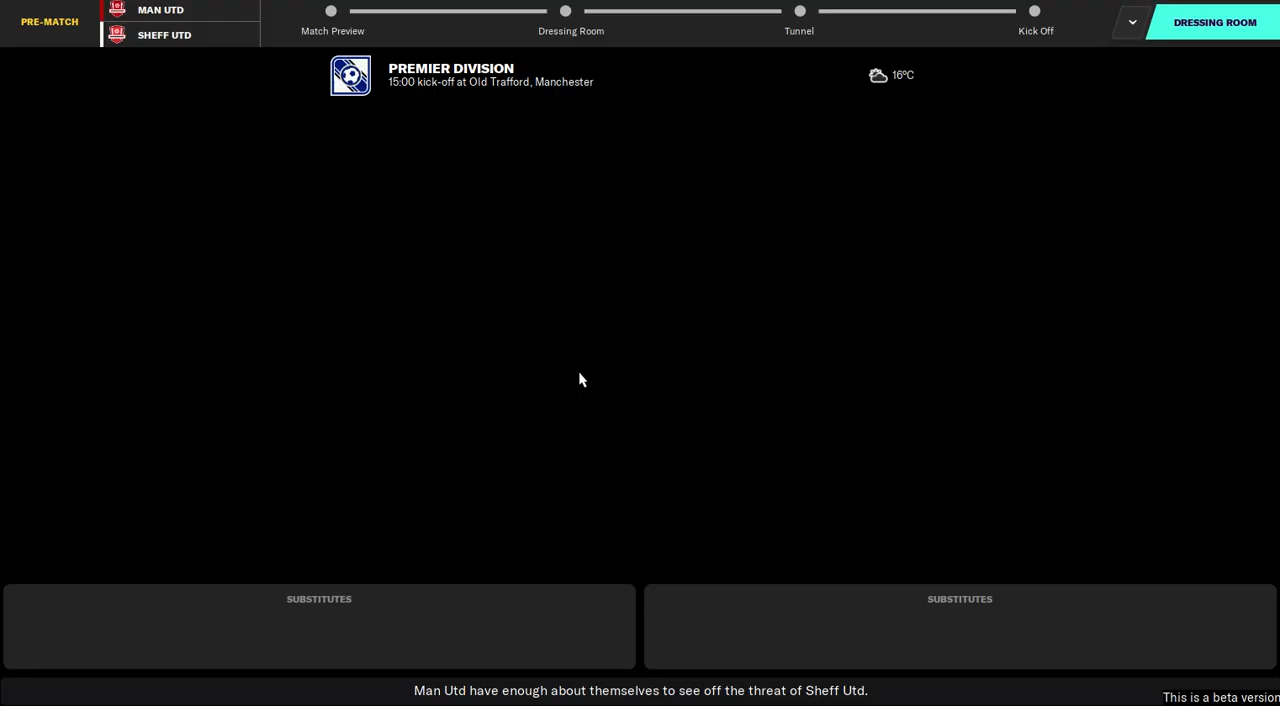 PRE-MATCH
MAN UTD
SHEFF UTD
Match Preview
Dressing Room
Tunnel
Kick Off
DRESSING ROOM
PREMIER DIVISION
15:00 kick-off at Old Trafford, Manchester
16ºC
SUBSTITUTES
SUBSTITUTES
Man Utd have enough about themselves to see off the threat of Sheff Utd.
This is a beta version